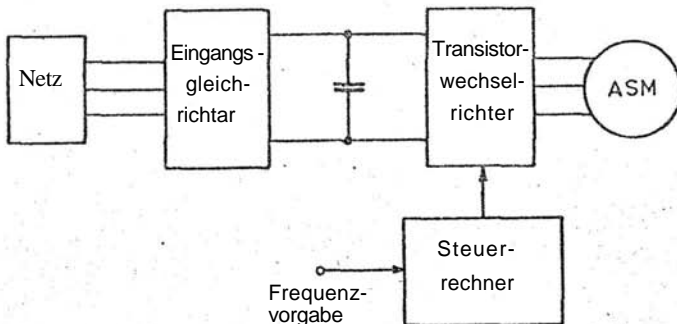 Netz
Eingangs-
gleich-
richtar
Transistor-
wechsel-
richter
ASM
Steuer-
rechner
Frequenz-
vorgabe